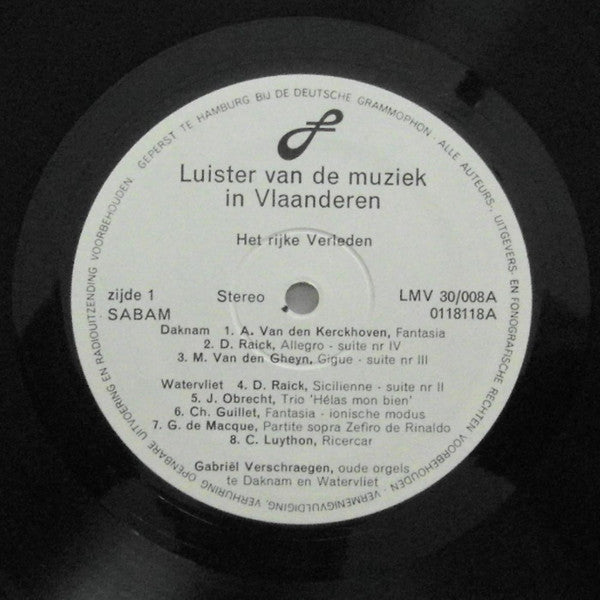 GEPERST TE HAMBURG BIJ DE DEUTSCHE GRAMMOPHON · ALLE AUTEURS-, UITGEVERS- EN FONOGRAFISCHE RECHTEN VOORBEHOUDEN. VERMENIGVULDIGING, VERHURING, OPENBARE UITVOERING EN RADIOUITZENDING VOORBEHOUDEN.
Luister van de muziek
in Vlaanderen
Het rijke Verleden
zijde 1 Stereo LMV 30/008A
SABAM 0118118A
Daknam 1. A. Van den Kerckhoven, Fantasia
2. D. Raick, Allegro - suite nr IV
3. M. Van den Gheyn, Gigue - suite nr III
Watervliet 4. D. Raick, Sicilienne - suite nr II
5. J. Obrecht, Trio 'Hélas mon bien'
6. Ch. Guillet, Fantasia - ionische modus
7. G. de Macque, Partite sopra Zefiro de Rinaldo
8. C. Luython, Ricercar
Gabriël Verschraegen, oude orgels
te Daknam en Watervliet